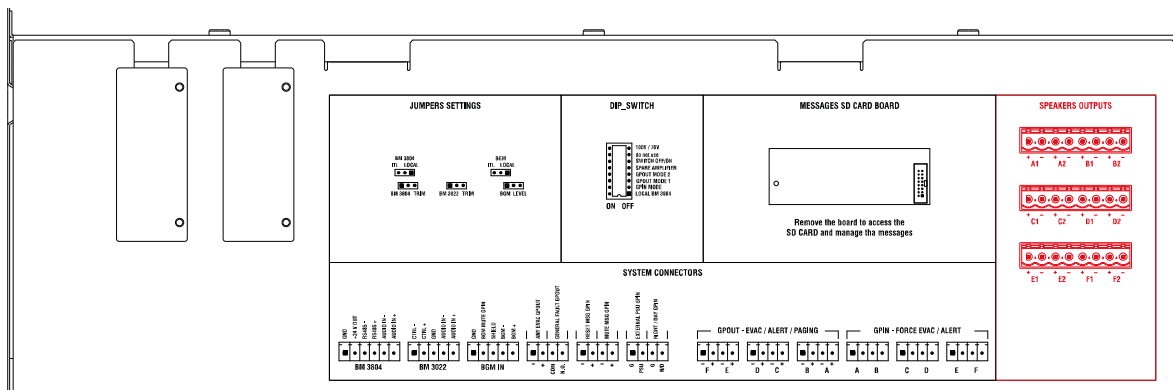 JUMPERS SETTINGS
BM 3804
INT. LOCAL
BM 3804 TRIM
BM 3022 TRIM
BGM
INT. LOCAL
BGM LEVEL
DIP_SWITCH
100V / 70V
do not use
SWITCH OFF/ON
SPARE AMPLIFIER
GPOUT MODE 2
GPOUT MODE 1
GPIN MODE
LOCAL BM 3804
ON OFF
MESSAGES SD CARD BOARD
Remove the board to access the
SD CARD and manage tha messages
SPEAKERS OUTPUTS
+ - + - + - + -
A1 A2 B1 B2
+ - + - + - + -
C1 C2 D1 D2
+ - + - + - + -
E1 E2 F1 F2
SYSTEM CONNECTORS
GND
+24 V OUT
RS485 -
RS485 +
AUDIO IN -
AUDIO IN +
BM 3804
CTRL -
CTRL +
GND
AUDIO IN -
AUDIO IN +
BM 3022
GND
BGM MUTE GPIN
SHIELD
BGM -
BGM +
BGM IN
ANY EVAC GPOUT
GENERAL FAULT GPOUT
- + COM N.O.
RESET MSG GPIN
MUTE MSG GPIN
- + - +
EXTERNAL PSU GPIN
NIGHT / DAY GPIN
G PSU G N/D
GPOUT - EVAC / ALERT / PAGING
- + - +
F E
- + - +
D C
- + - +
B A
GPIN - FORCE EVAC / ALERT
A B
C D
E F